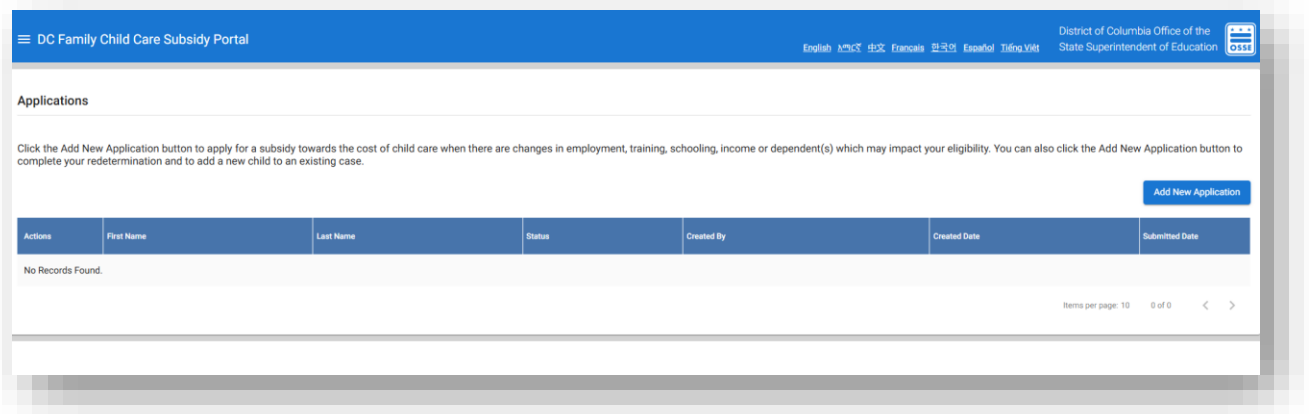 DC Family Child Care Subsidy Portal
English አማርኛ 中文 Français 한국어 Español Tiếng Việt
District of Columbia Office of the
State Superintendent of Education
OSSE
Applications
Click the Add New Application button to apply for a subsidy towards the cost of child care when there are changes in employment, training, schooling, income or dependent(s) which may impact your eligibility. You can also click the Add New Application button to
complete your redetermination and to add a new child to an existing case.
Add New Application
Actions First Name Last Name Status Created By Created Date Submitted Date
No Records Found.
Items per page: 10 0 of 0